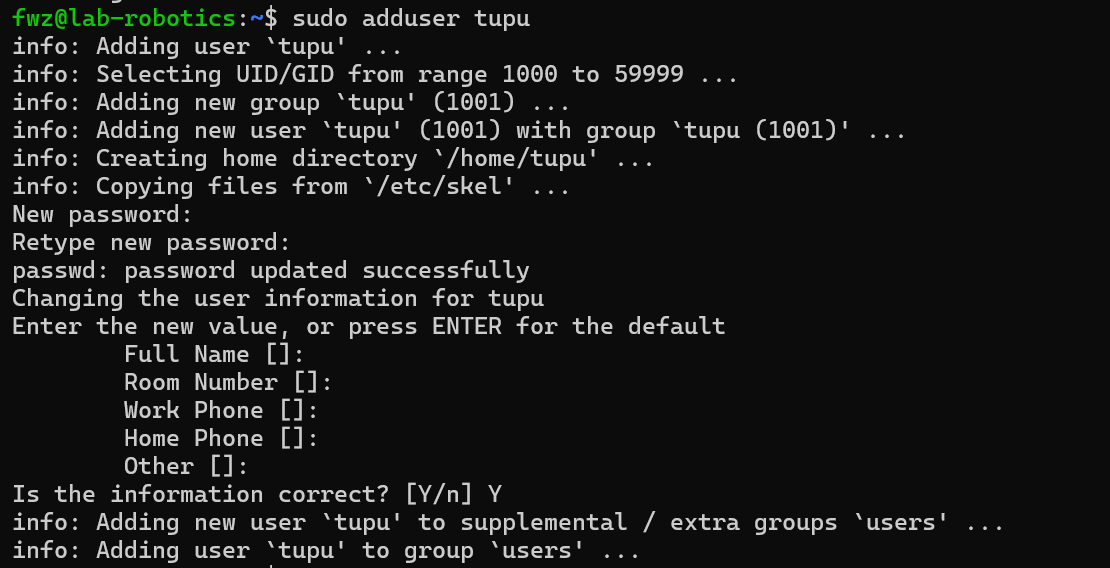 fwz@lab-robotics:~$ sudo adduser tupu
info: Adding user `tupu' ...
info: Selecting UID/GID from range 1000 to 59999 ...
info: Adding new group `tupu' (1001) ...
info: Adding new user `tupu' (1001) with group `tupu (1001)' ...
info: Creating home directory `/home/tupu' ...
info: Copying files from `/etc/skel' ...
New password:
Retype new password:
passwd: password updated successfully
Changing the user information for tupu
Enter the new value, or press ENTER for the default
        Full Name []:
        Room Number []:
        Work Phone []:
        Home Phone []:
        Other []:
Is the information correct? [Y/n] Y
info: Adding new user `tupu' to supplemental / extra groups `users' ...
info: Adding user `tupu' to group `users' ...